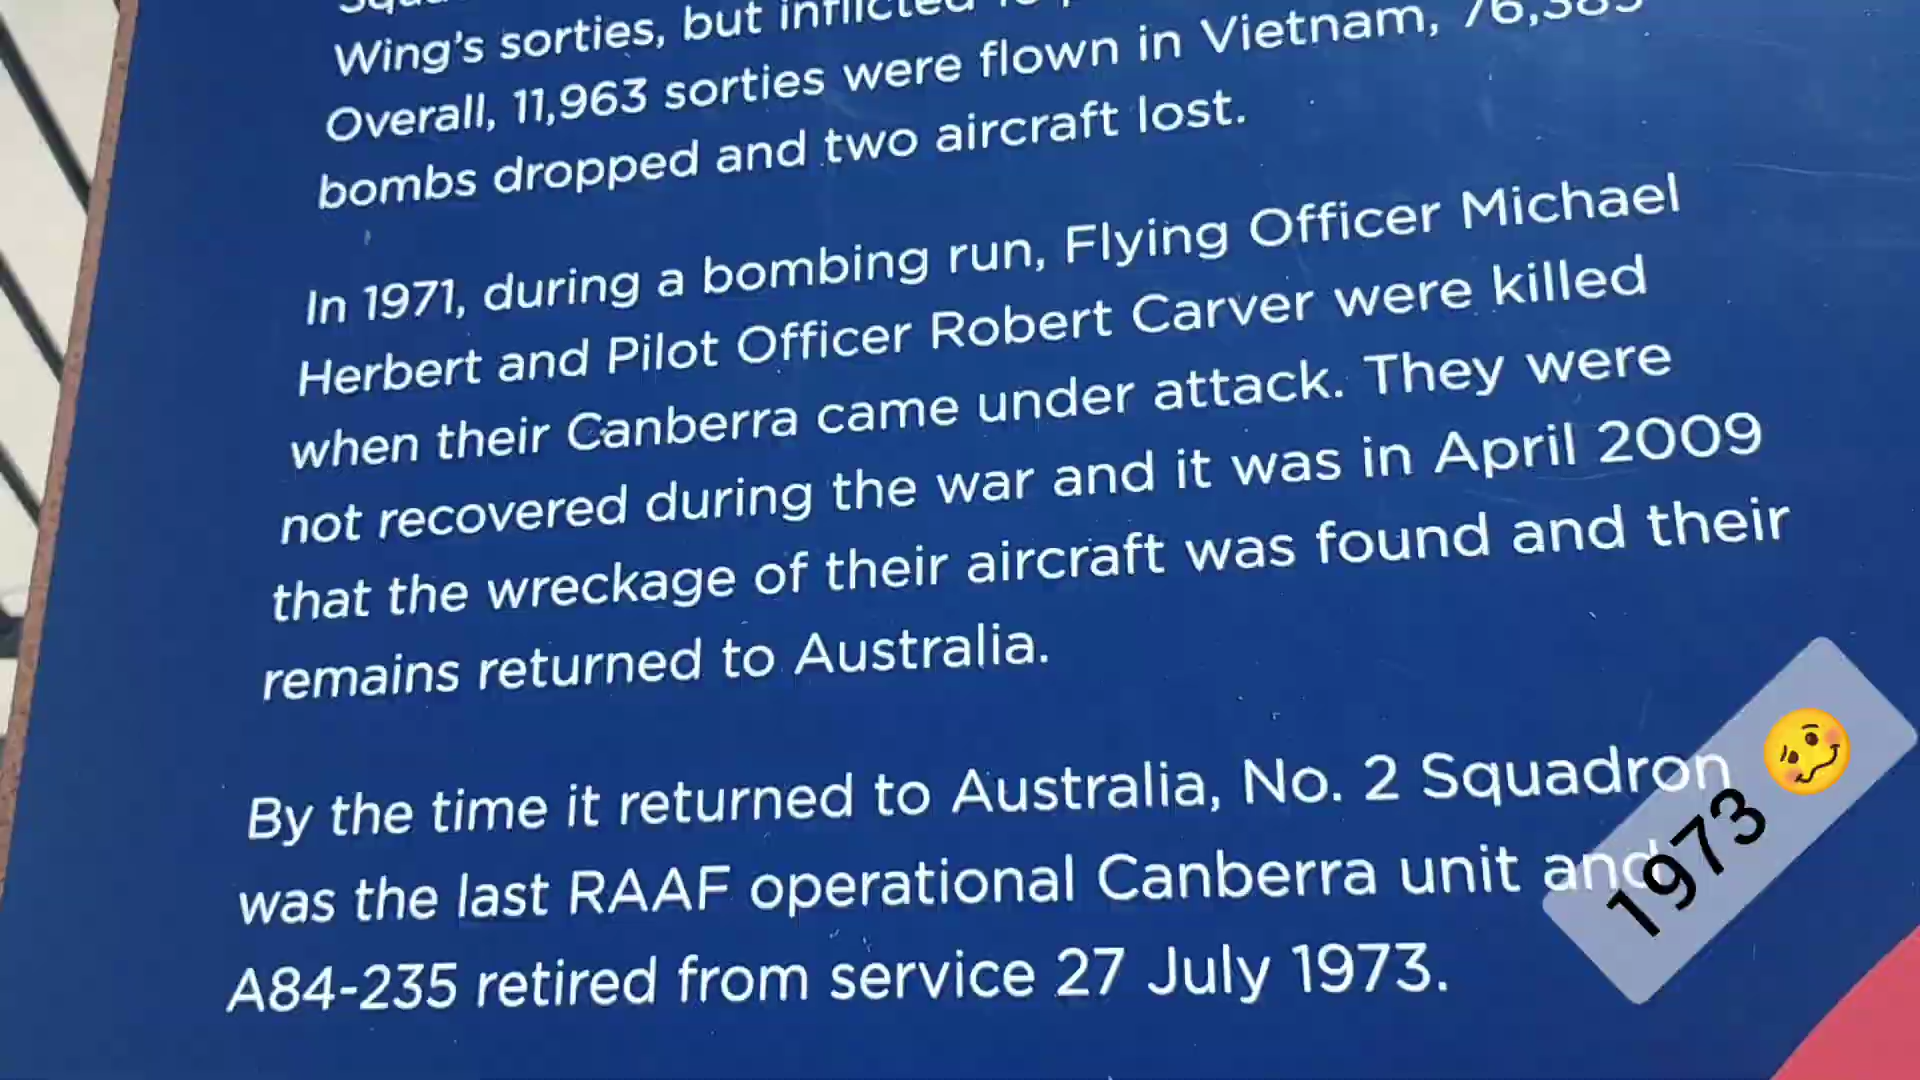 Wing's sorties, but inflicted
Overall, 11,963 sorties were flown in Vietnam, 76,389
bombs dropped and two aircraft lost.
In 1971, during a bombing run, Flying Officer Michael
Herbert and Pilot Officer Robert Carver were killed
when their Canberra came under attack. They were
not recovered during the war and it was in April 2009
that the wreckage of their aircraft was found and their
remains returned to Australia.
By the time it returned to Australia, No. 2 Squadron
was the last RAAF operational Canberra unit and
A84-235 retired from service 27 July 1973.
1973 🥴